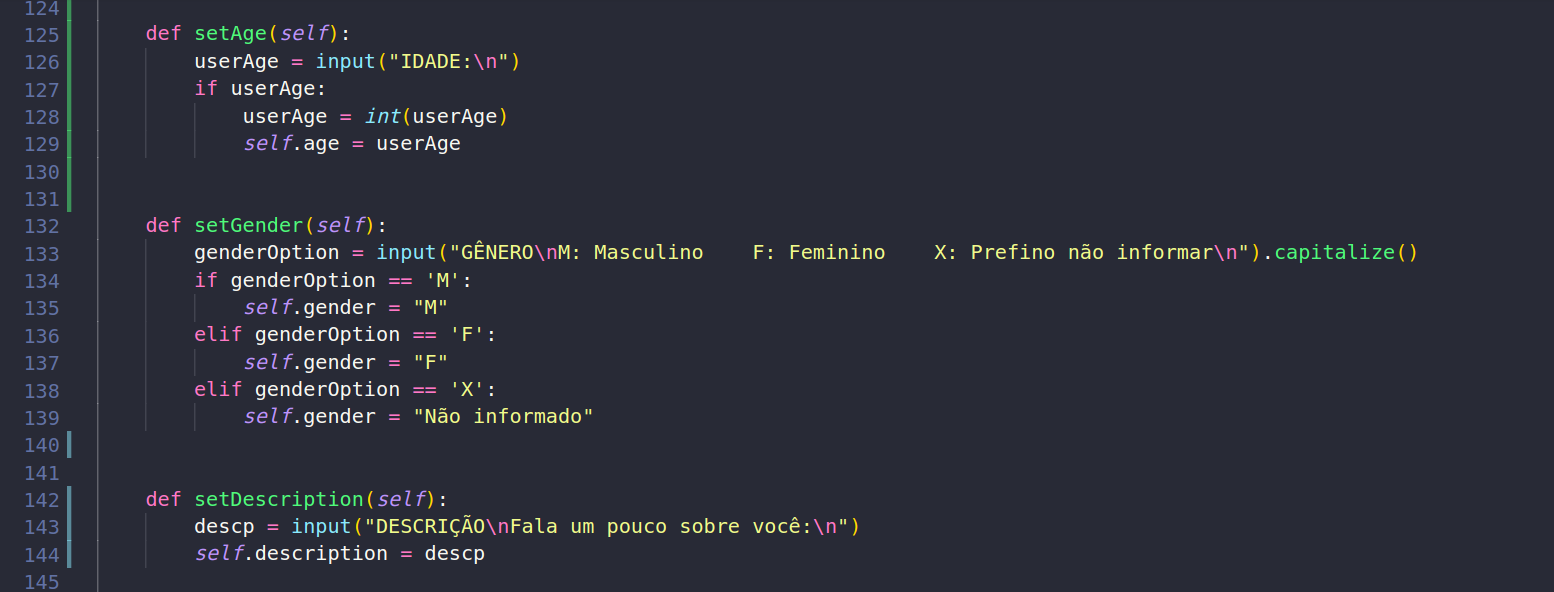 124
125 def setAge(self):
126 userAge = input("IDADE:\n")
127 if userAge:
128 userAge = int(userAge)
129 self.age = userAge
130
131
132 def setGender(self):
133 genderOption = input("GÊNERO\nM: Masculino    F: Feminino    X: Prefino não informar\n").capitalize()
134 if genderOption == 'M':
135 self.gender = "M"
136 elif genderOption == 'F':
137 self.gender = "F"
138 elif genderOption == 'X':
139 self.gender = "Não informado"
140
141
142 def setDescription(self):
143 descp = input("DESCRIÇÃO\nFala um pouco sobre você:\n")
144 self.description = descp
145